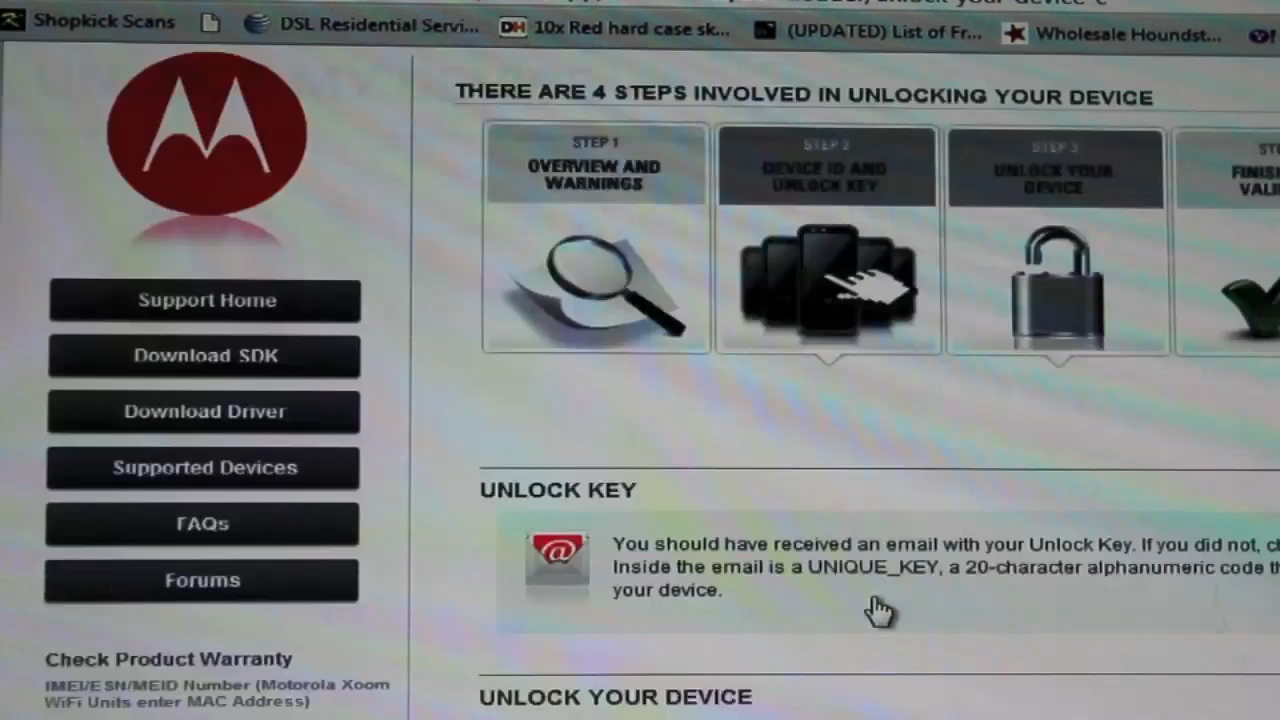 Shopkick Scans
DSL Residential Servi...
DH 10x Red hard case sk...
(UPDATED) List of Fr...
Wholesale Houndst...
THERE ARE 4 STEPS INVOLVED IN UNLOCKING YOUR DEVICE
STEP 1
OVERVIEW AND
WARNINGS
STEP 2
DEVICE ID AND
UNLOCK KEY
STEP 3
UNLOCK YOUR
DEVICE
Support Home
Download SDK
Download Driver
Supported Devices
FAQs
Forums
UNLOCK KEY
You should have received an email with your Unlock Key. If you did not,
Inside the email is a UNIQUE_KEY, a 20-character alphanumeric code
your device.
Check Product Warranty
IMEI/ESN/MEID Number (Motorola Xoom
WiFi Units enter MAC Address)
UNLOCK YOUR DEVICE